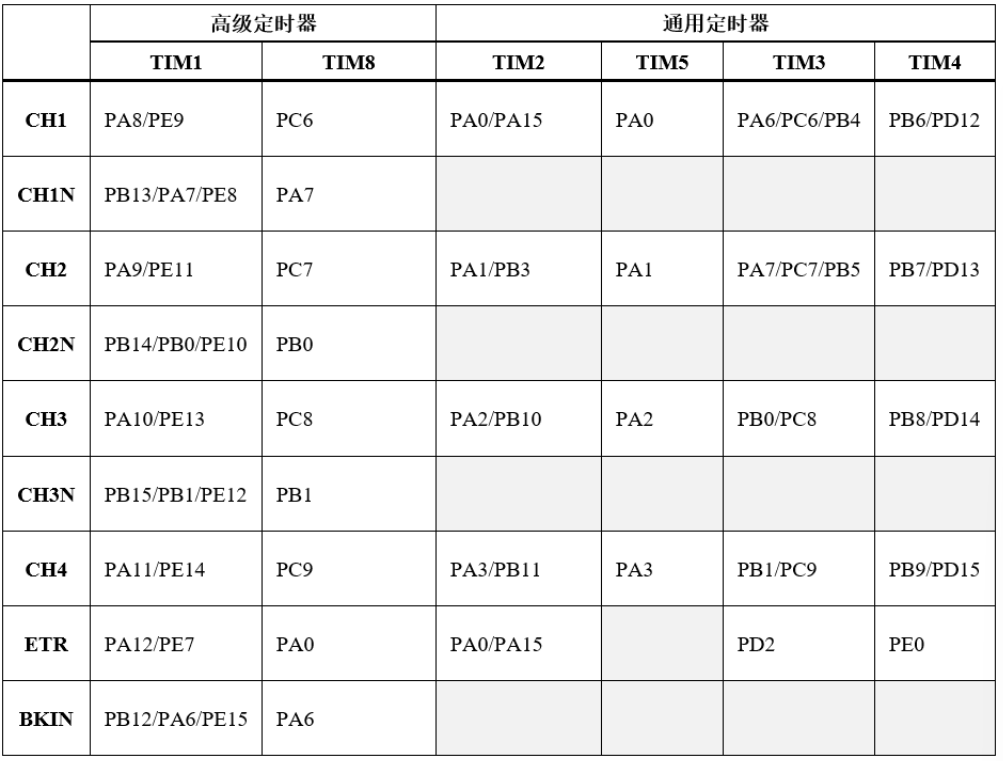 高级定时器 通用定时器
TIM1 TIM8 TIM2 TIM5 TIM3 TIM4
CH1 PA8/PE9 PC6 PA0/PA15 PA0 PA6/PC6/PB4 PB6/PD12
CH1N PB13/PA7/PE8 PA7
CH2 PA9/PE11 PC7 PA1/PB3 PA1 PA7/PC7/PB5 PB7/PD13
CH2N PB14/PB0/PE10 PB0
CH3 PA10/PE13 PC8 PA2/PB10 PA2 PB0/PC8 PB8/PD14
CH3N PB15/PB1/PE12 PB1
CH4 PA11/PE14 PC9 PA3/PB11 PA3 PB1/PC9 PB9/PD15
ETR PA12/PE7 PA0 PA0/PA15 PD2 PE0
BKIN PB12/PA6/PE15 PA6